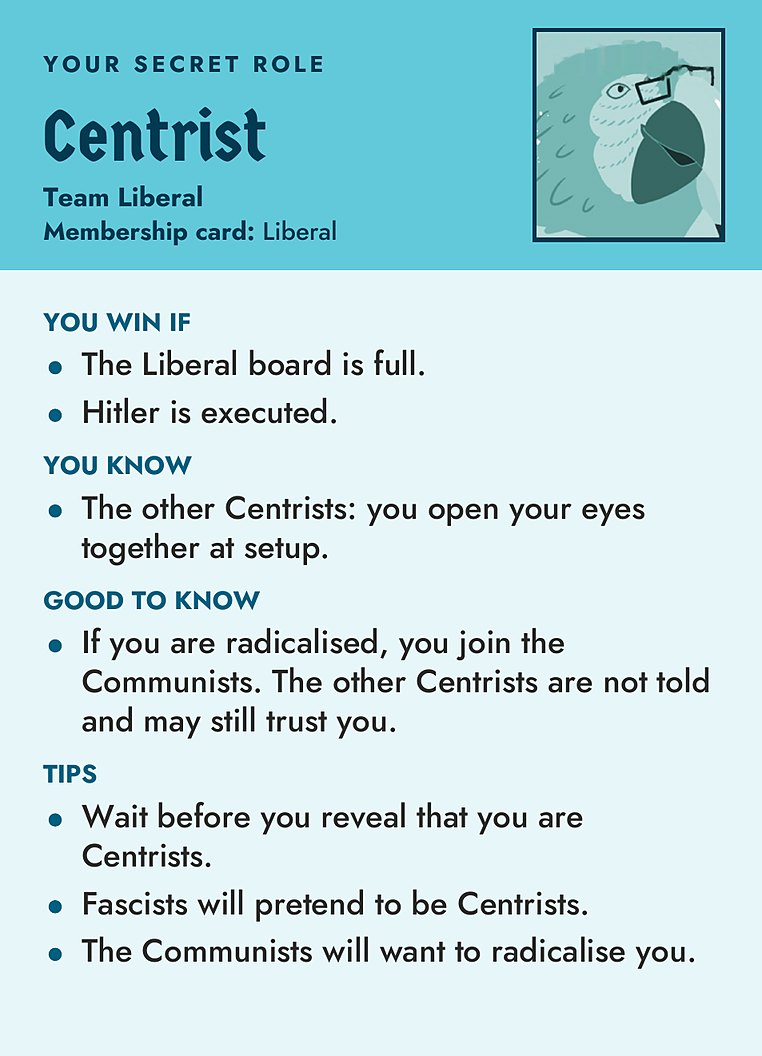 YOUR SECRET ROLE
Centrist
Team Liberal
Membership card: Liberal
YOU WIN IF
• The Liberal board is full.
• Hitler is executed.
YOU KNOW
• The other Centrists: you open your eyes
together at setup.
GOOD TO KNOW
• If you are radicalised, you join the
Communists. The other Centrists are not told
and may still trust you.
TIPS
• Wait before you reveal that you are
Centrists.
• Fascists will pretend to be Centrists.
• The Communists will want to radicalise you.